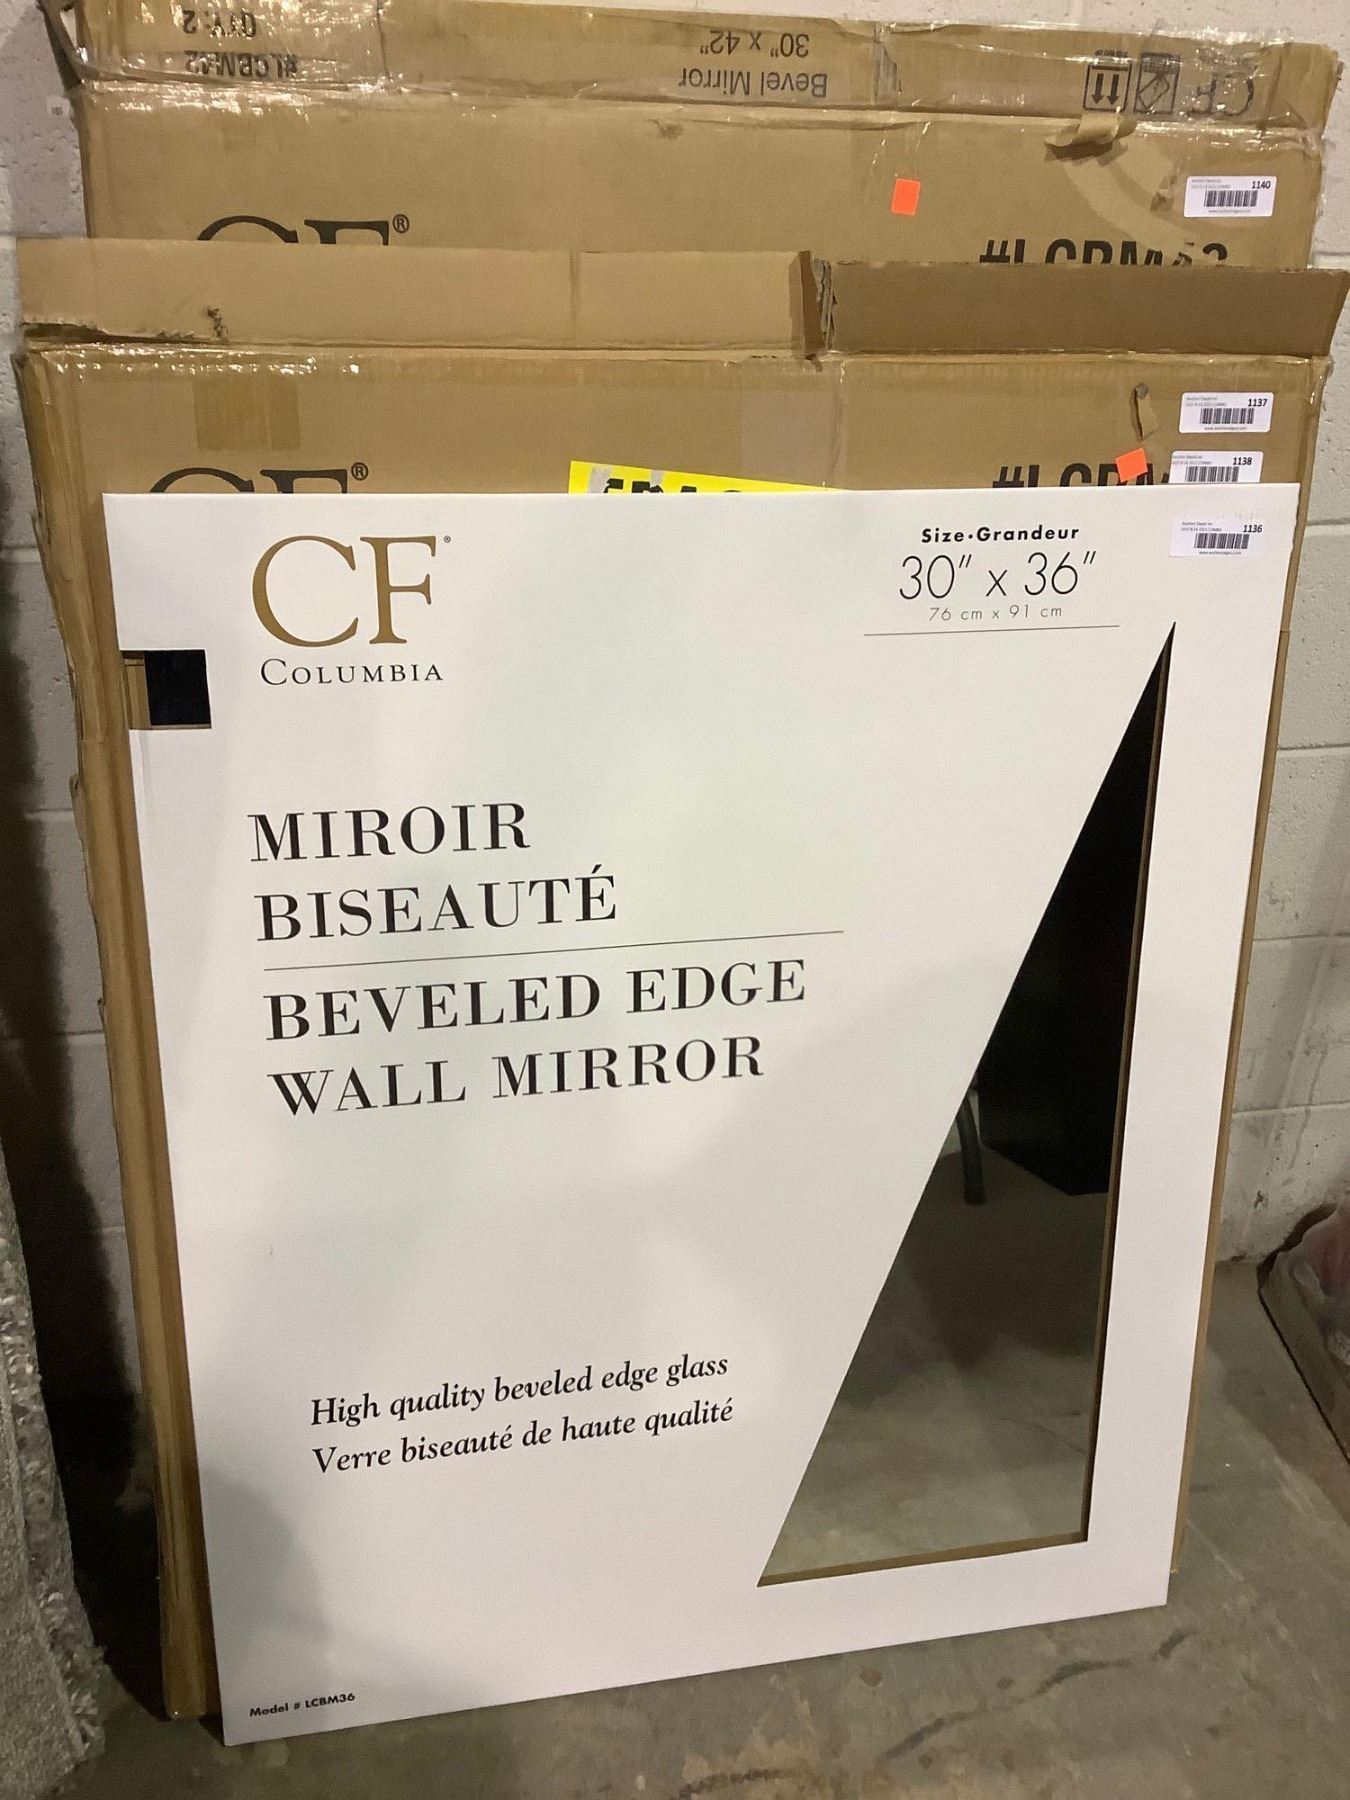 QTY: 2
#LCBM42
30" x 42"
Bevel Mirror
CF
CF®
1140
1137
1138
CF®
1136
CF®
COLUMBIA
Size•Grandeur
30" x 36"
76 cm x 91 cm
MIROIR
BISEAUTÉ
BEVELED EDGE
WALL MIRROR
High quality beveled edge glass
Verre biseauté de haute qualité
Model # LCBM36